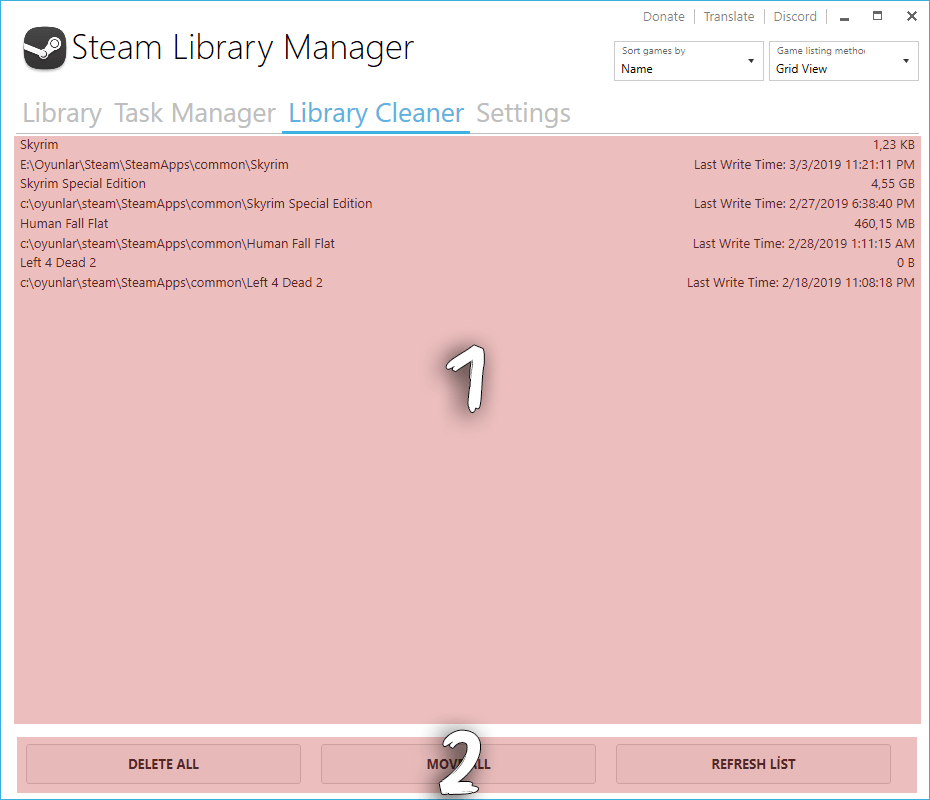 Donate Translate Discord
Steam Library Manager
Sort games by
Name
Game listing method
Grid View
Library Task Manager Library Cleaner Settings
Skyrim 1,23 KB
E:\Oyunlar\Steam\SteamApps\common\Skyrim Last Write Time: 3/3/2019 11:21:11 PM
Skyrim Special Edition 4,55 GB
c:\oyunlar\steam\SteamApps\common\Skyrim Special Edition Last Write Time: 2/27/2019 6:38:40 PM
Human Fall Flat 460,15 MB
c:\oyunlar\steam\SteamApps\common\Human Fall Flat Last Write Time: 2/28/2019 1:11:15 AM
Left 4 Dead 2 0 B
c:\oyunlar\steam\SteamApps\common\Left 4 Dead 2 Last Write Time: 2/18/2019 11:08:18 PM
1
2
DELETE ALL MOVE ALL REFRESH LİST